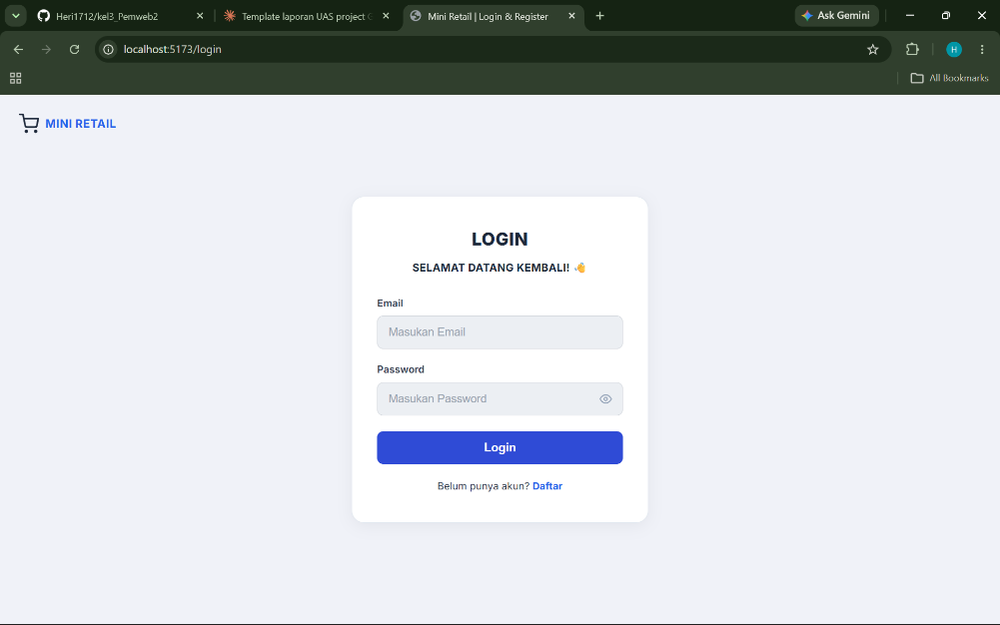 Heri1712/kel3_Pemweb2
Template laporan UAS project
Mini Retail | Login & Register
Ask Gemini
localhost:5173/login
All Bookmarks
MINI RETAIL
LOGIN
SELAMAT DATANG KEMBALI! 👋
Email
Masukan Email
Password
Masukan Password
Login
Belum punya akun? Daftar
H